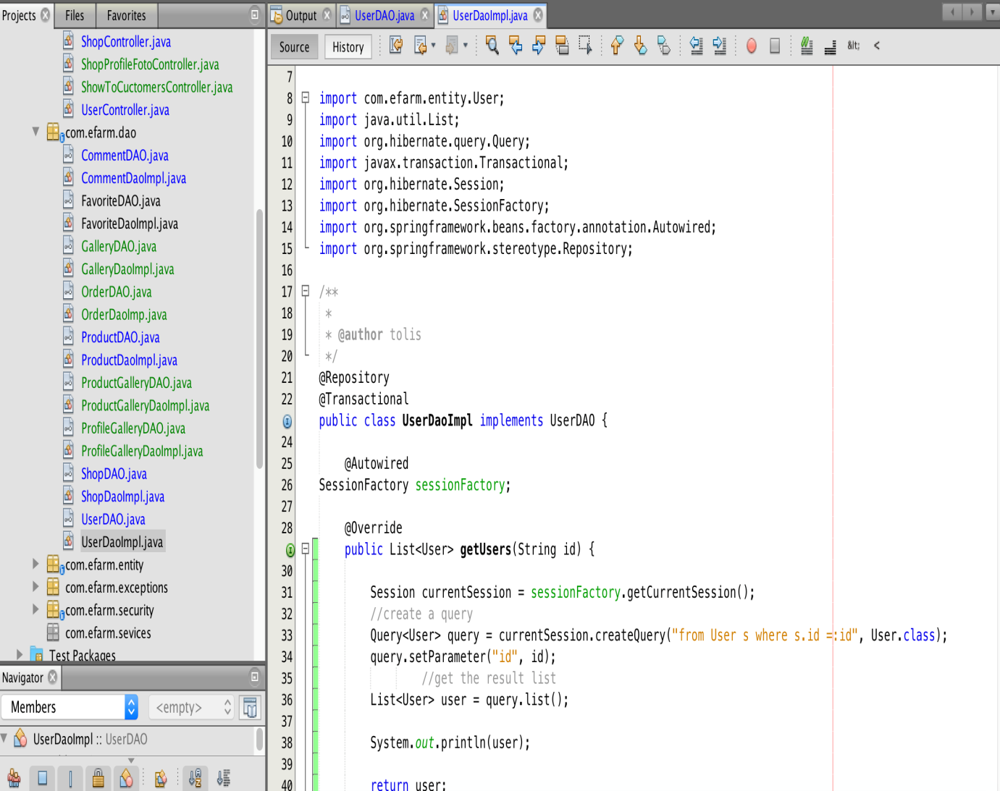 Projects
Files
Favorites
ShopController.java
ShopProfileFotoController.java
ShowToCuctomersController.java
UserController.java
com.efarm.dao
CommentDAO.java
CommentDaoImpl.java
FavoriteDAO.java
FavoriteDaoImpl.java
GalleryDAO.java
GalleryDaoImpl.java
OrderDAO.java
OrderDaoImp.java
ProductDAO.java
ProductDaoImpl.java
ProductGalleryDAO.java
ProductGalleryDaoImpl.java
ProfileGalleryDAO.java
ProfileGalleryDaoImpl.java
ShopDAO.java
ShopDaoImpl.java
UserDAO.java
UserDaoImpl.java
com.efarm.entity
com.efarm.exceptions
com.efarm.security
com.efarm.sevices
Test Packages
Navigator
Members
<empty>
UserDaoImpl :: UserDAO
Output
UserDAO.java
UserDaoImpl.java
Source
History
&lt;
<
7
8 import com.efarm.entity.User;
9 import java.util.List;
10 import org.hibernate.query.Query;
11 import javax.transaction.Transactional;
12 import org.hibernate.Session;
13 import org.hibernate.SessionFactory;
14 import org.springframework.beans.factory.annotation.Autowired;
15 import org.springframework.stereotype.Repository;
16
17 /**
18 *
19 * @author tolis
20 */
21 @Repository
22 @Transactional
public class UserDaoImpl implements UserDAO {
24
25 @Autowired
26 SessionFactory sessionFactory;
27
28 @Override
public List<User> getUsers(String id) {
30
31 Session currentSession = sessionFactory.getCurrentSession();
32 //create a query
33 Query<User> query = currentSession.createQuery("from User s where s.id =:id", User.class);
34 query.setParameter("id", id);
35 //get the result list
36 List<User> user = query.list();
37
38 System.out.println(user);
39
40 return user;